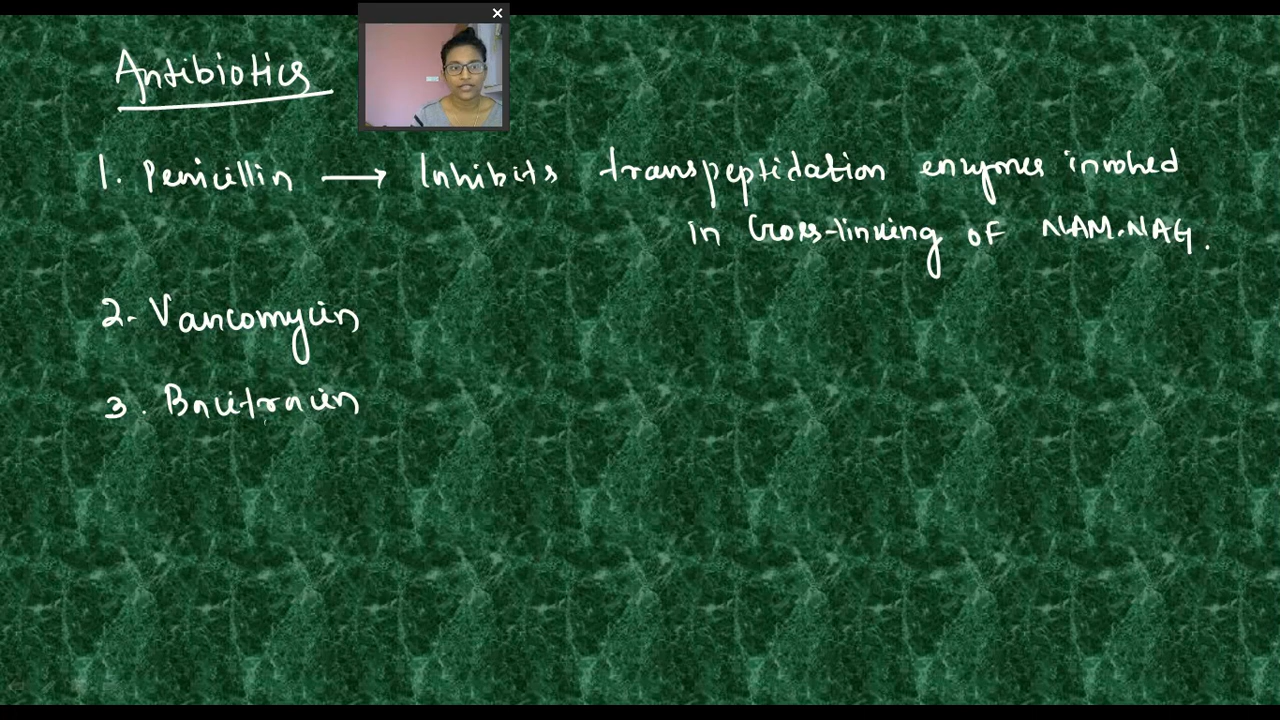 Antibiotics
1. Penicillin → Inhibits transpeptidation enzymes involved
in Cross-linking of NAM-NAG.
2. Vancomycin
3. Bacitracin